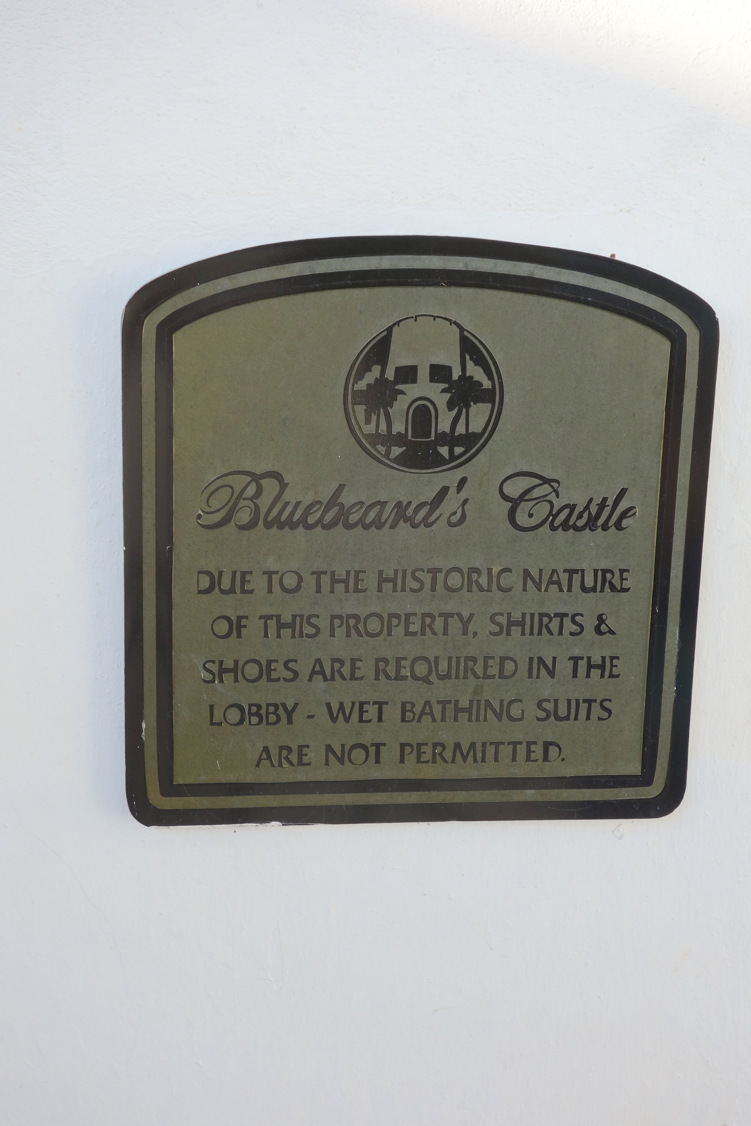 Bluebeard's Castle
DUE TO THE HISTORIC NATURE
OF THIS PROPERTY, SHIRTS &
SHOES ARE REQUIRED IN THE
LOBBY - WET BATHING SUITS
ARE NOT PERMITTED.